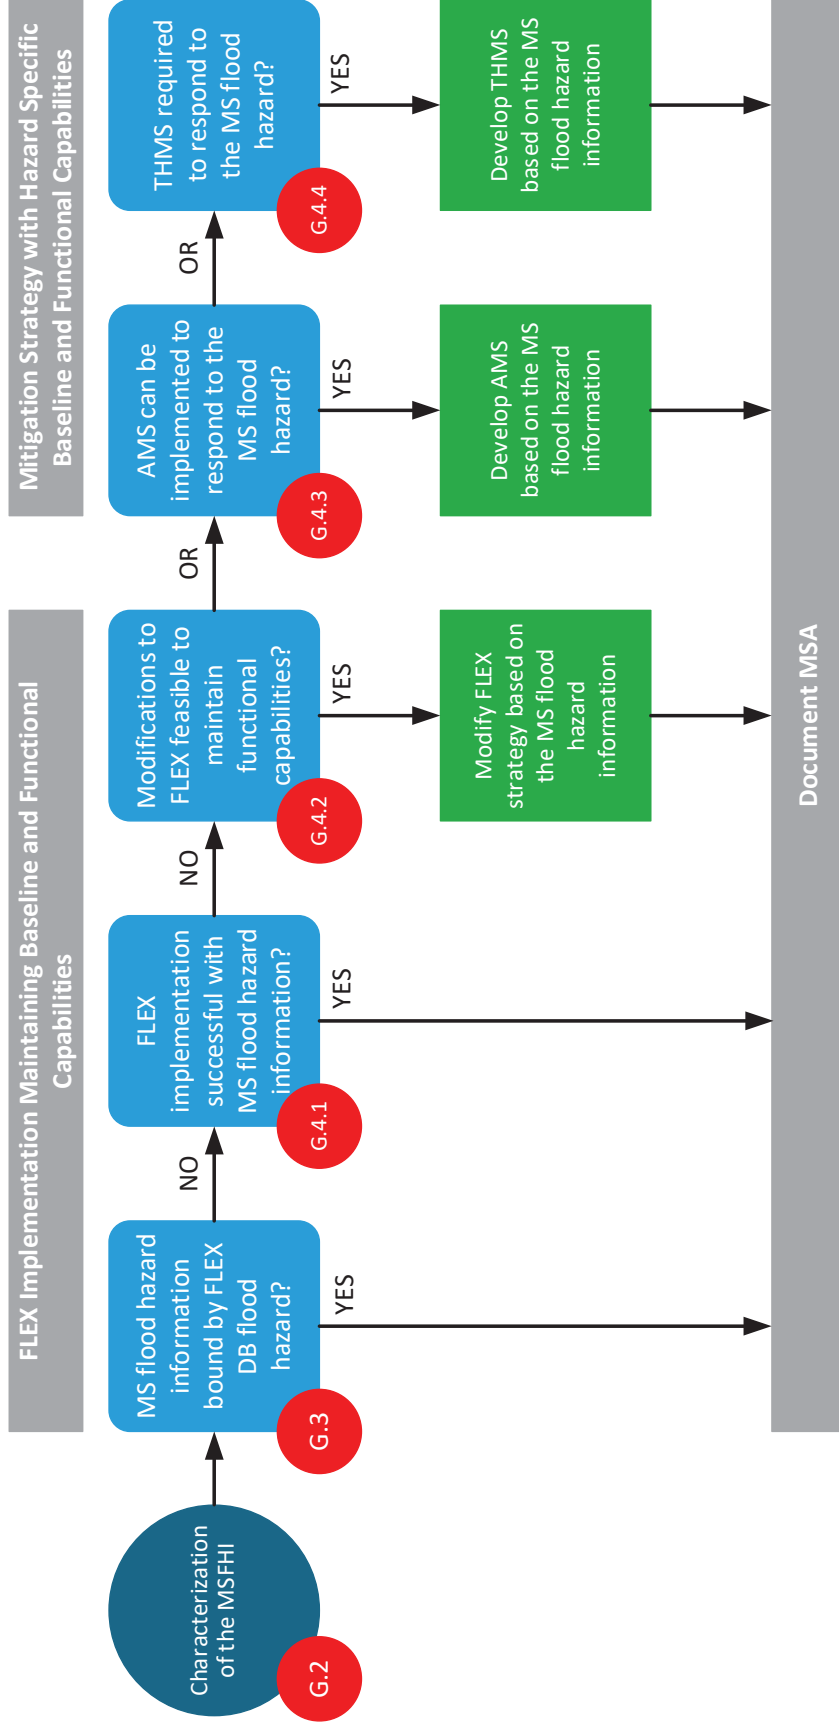 FLEX Implementation Maintaining Baseline and Functional
Capabilities
Mitigation Strategy with Hazard Specific
Baseline and Functional Capabilities
Characterization
of the MSFHI
G.2
MS flood hazard
information
bound by FLEX
DB flood
hazard?
G.3
NO
YES
FLEX
implementation
successful with
MS flood hazard
information?
G.4.1
NO
YES
Modifications to
FLEX feasible to
maintain
functional
capabilities?
G.4.2
OR
YES
AMS can be
implemented to
respond to the
MS flood
hazard?
G.4.3
OR
YES
THMS required
to respond to
the MS flood
hazard?
G.4.4
YES
Modify FLEX
strategy based on
the MS flood
hazard
information
Develop AMS
based on the MS
flood hazard
information
Develop THMS
based on the MS
flood hazard
information
Document MSA